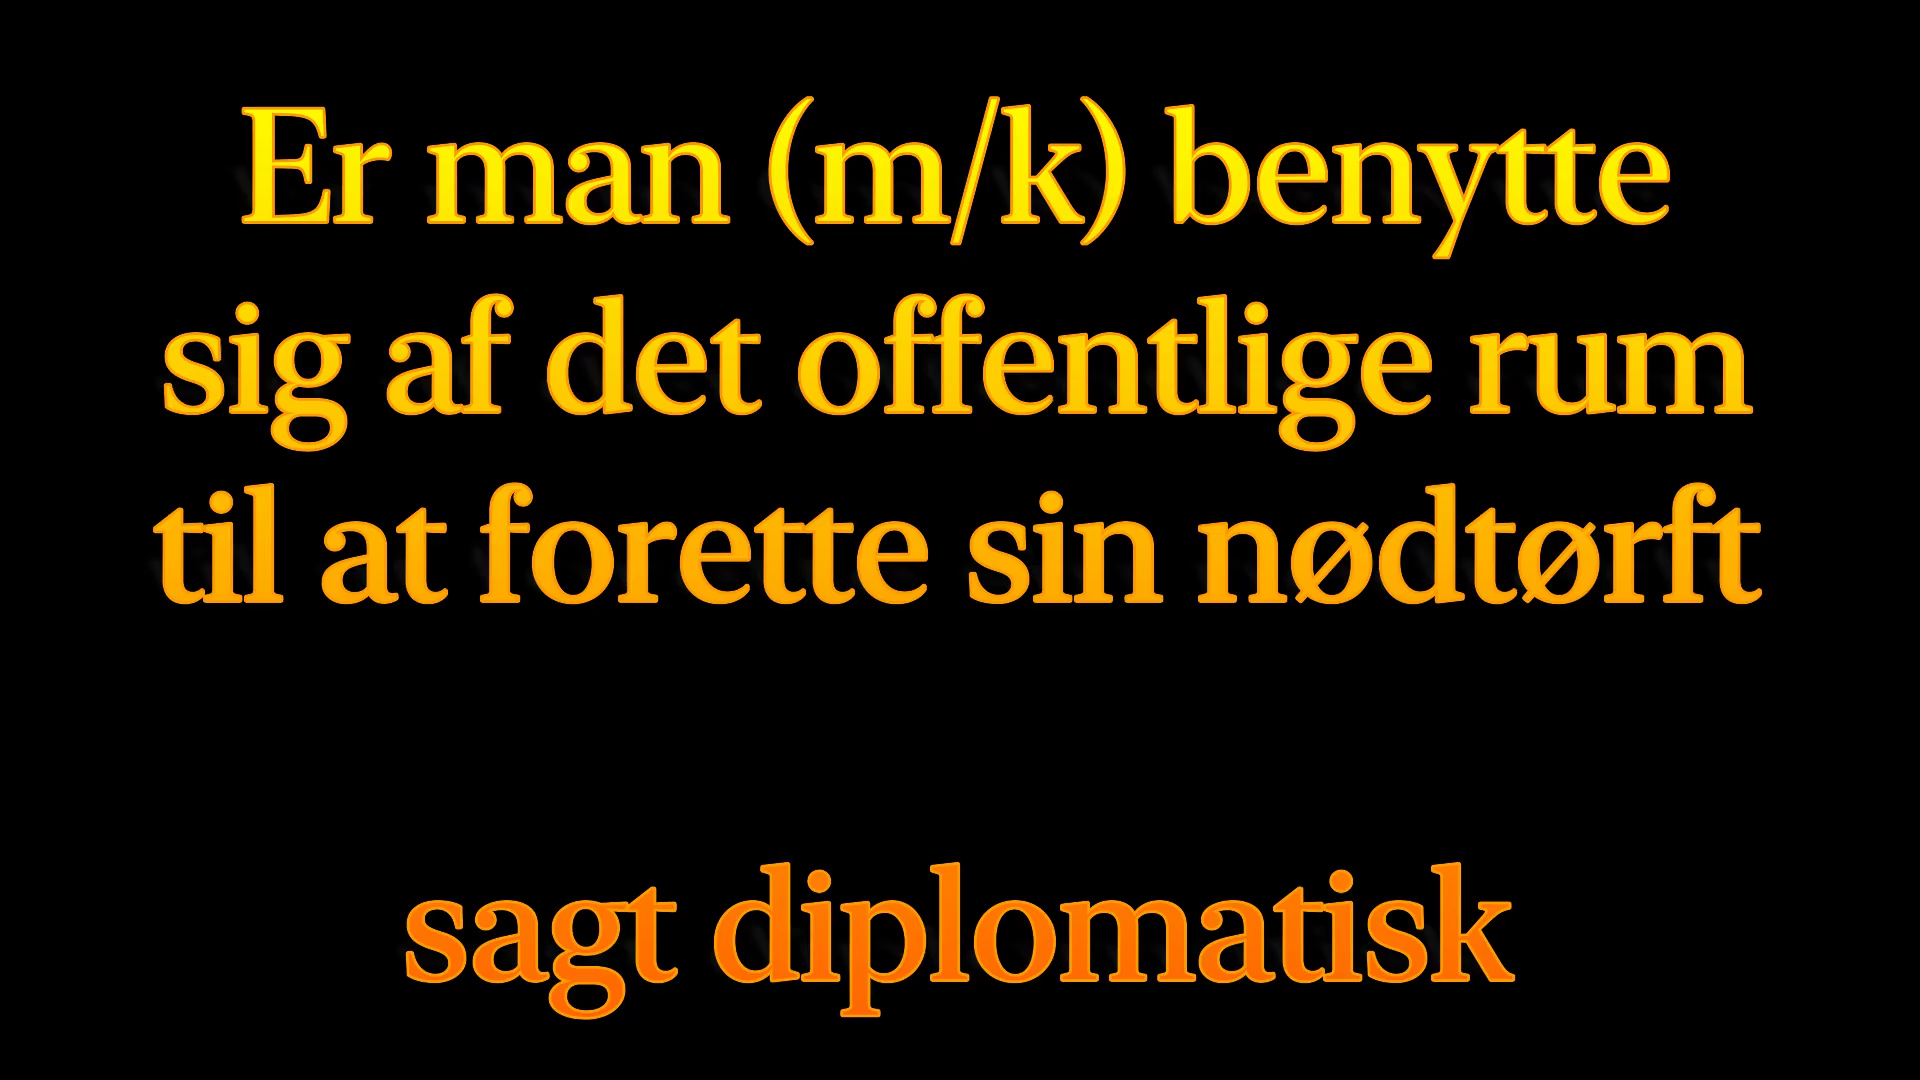 Er man (m/k) benytte
sig af det offentlige rum
til at forette sin nødtørft
sagt diplomatisk